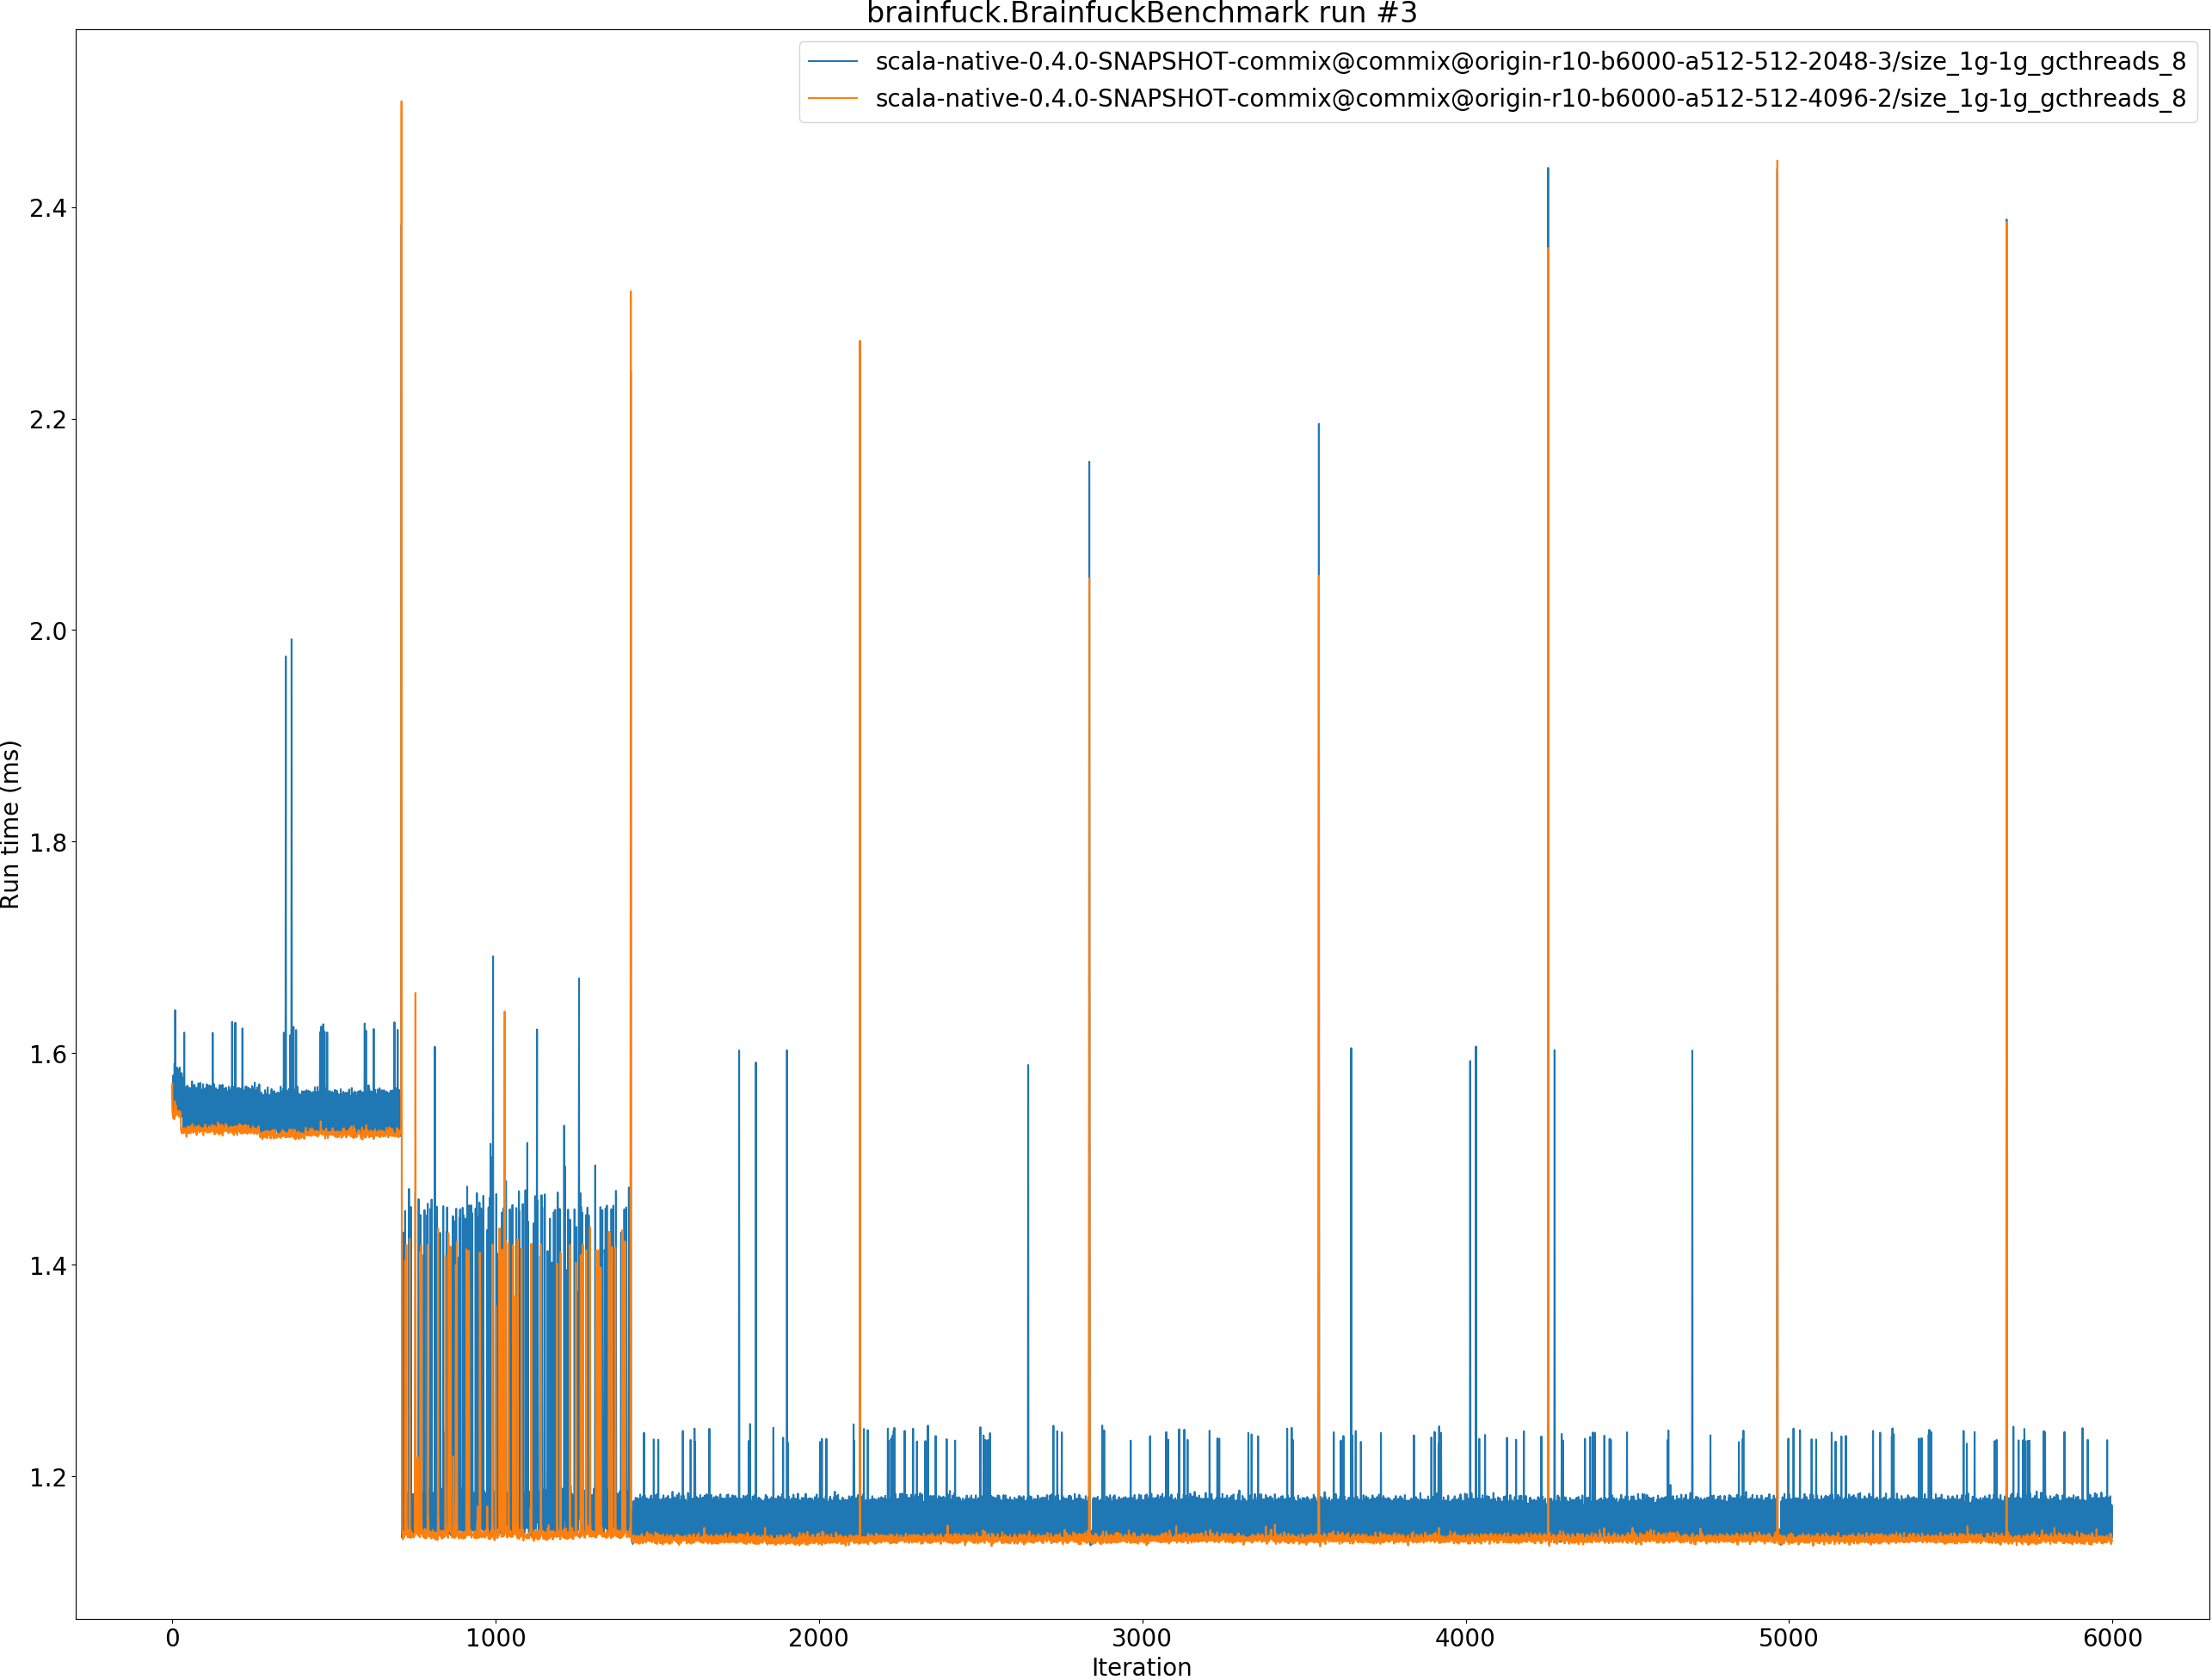 brainfuck.BrainfuckBenchmark run #3
scala-native-0.4.0-SNAPSHOT-commix@commix@origin-r10-b6000-a512-512-2048-3/size_1g-1g_gcthreads_8
scala-native-0.4.0-SNAPSHOT-commix@commix@origin-r10-b6000-a512-512-4096-2/size_1g-1g_gcthreads_8
2.4
2.2
2.0
1.8
1.6
1.4
1.2
Run time (ms)
0 1000 2000 3000 4000 5000 6000
Iteration